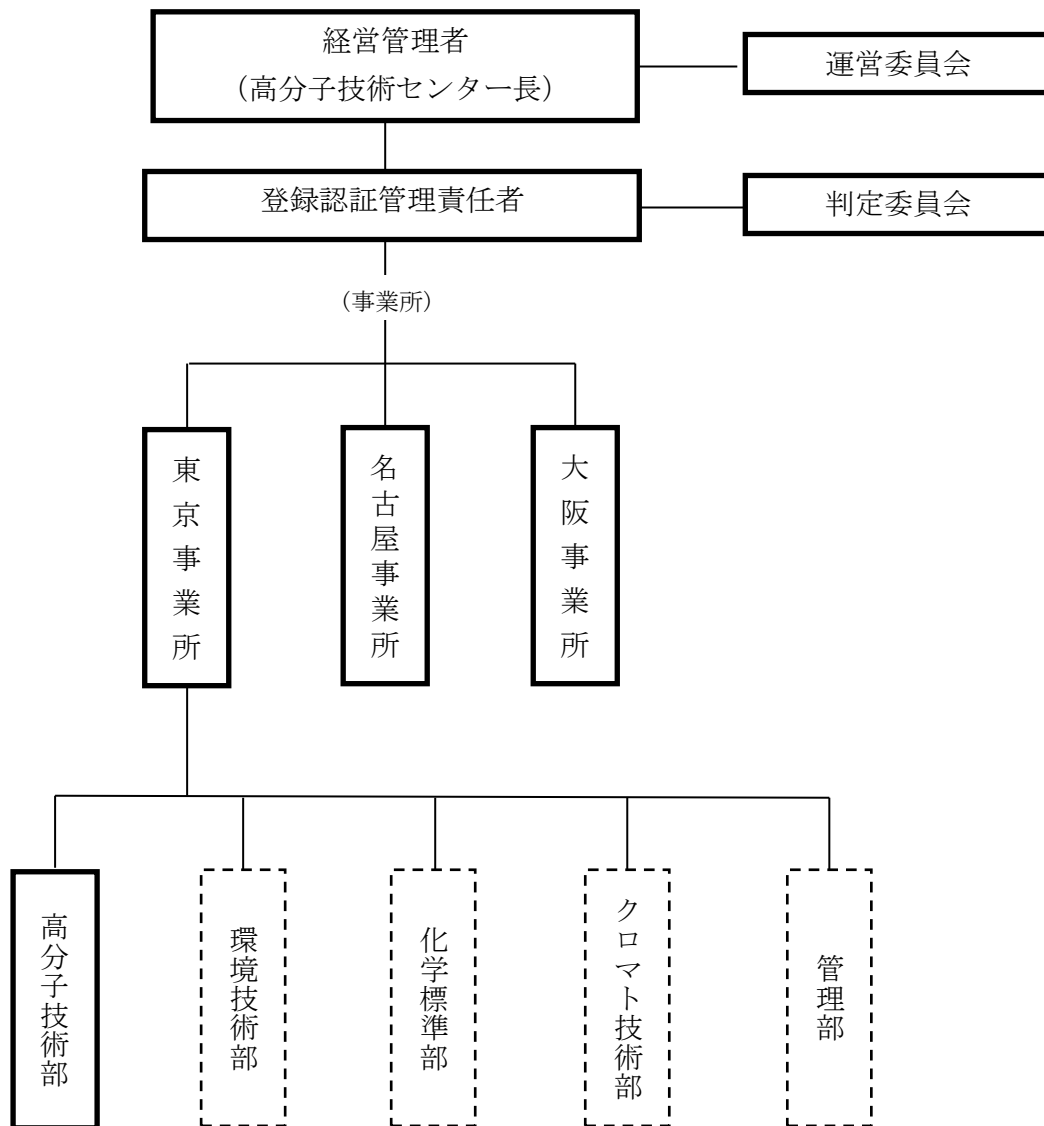 経営管理者
（高分子技術センター長）
運営委員会
登録認証管理責任者
判定委員会
（事業所）
東京事業所
名古屋事業所
大阪事業所
高分子技術部
環境技術部
化学標準部
クロマト技術部
管理部